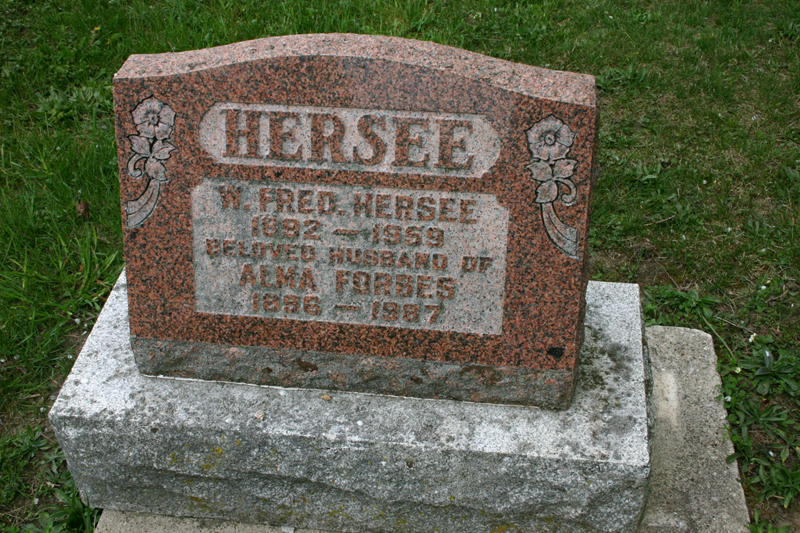 HERSEE
W. FRED. HERSEE
1892 — 1959
BELOVED HUSBAND OF
ALMA FORBES
1896 — 1987